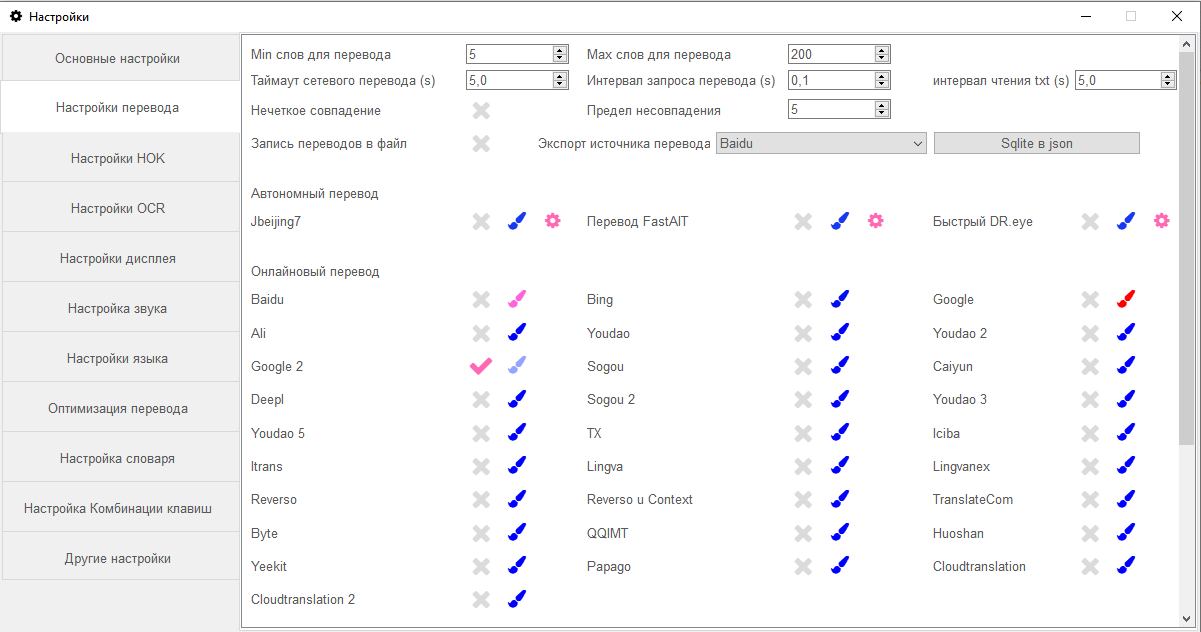 Настройки
Основные настройки
Настройки перевода
Настройки HOK
Настройки OCR
Настройки дисплея
Настройка звука
Настройки языка
Оптимизация перевода
Настройка словаря
Настройка Комбинации клавиш
Другие настройки
Min слов для перевода 5 Max слов для перевода 200
Таймаут сетевого перевода (s) 5,0 Интервал запроса перевода (s) 0,1 интервал чтения txt (s) 5,0
Нечеткое совпадение Предел несовпадения 5
Запись переводов в файл Экспорт источника перевода Baidu Sqlite в json
Автономный перевод
Jbeijing7 Перевод FastAIT Быстрый DR.eye
Онлайновый перевод
Baidu Bing Google
Ali Youdao Youdao 2
Google 2 Sogou Caiyun
Deepl Sogou 2 Youdao 3
Youdao 5 TX Iciba
Itrans Lingva Lingvanex
Reverso Reverso u Context TranslateCom
Byte QQIMT Huoshan
Yeekit Papago Cloudtranslation
Cloudtranslation 2